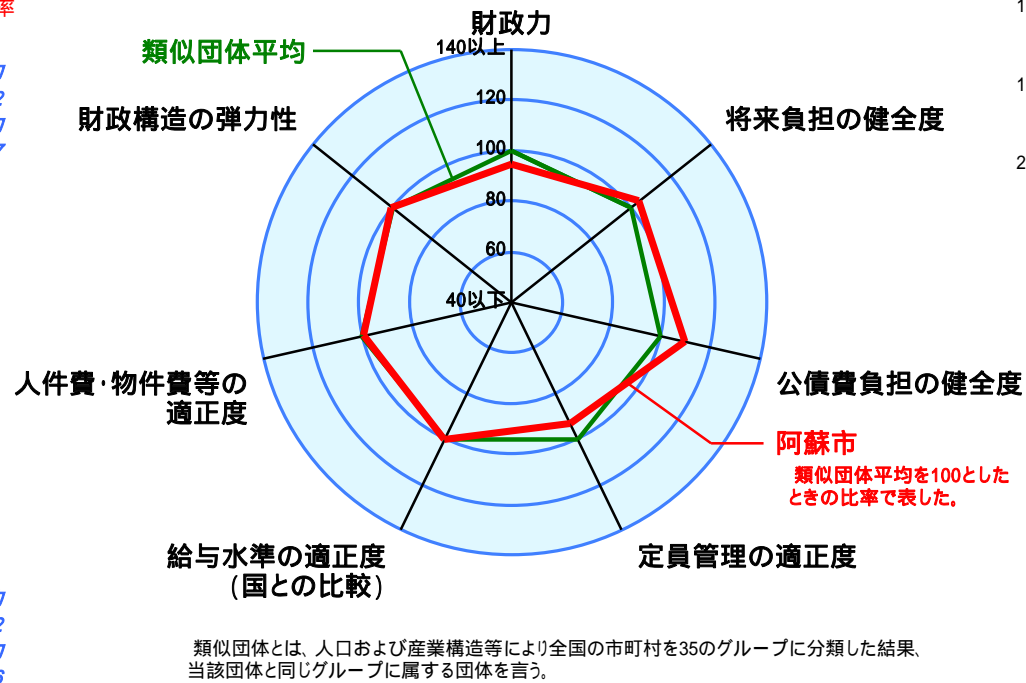 率
財政力
1
140以上
類似団体平均
120
1
財政構造の弾力性
将来負担の健全度
100
2
80
60
40以下
人件費･物件費等の
適正度
公債費負担の健全度
阿蘇市
類似団体平均を100とした
ときの比率で表した。
給与水準の適正度
(国との比較)
定員管理の適正度
類似団体とは、人口および産業構造等により全国の市町村を35のグループに分類した結果、
当該団体と同じグループに属する団体を言う。